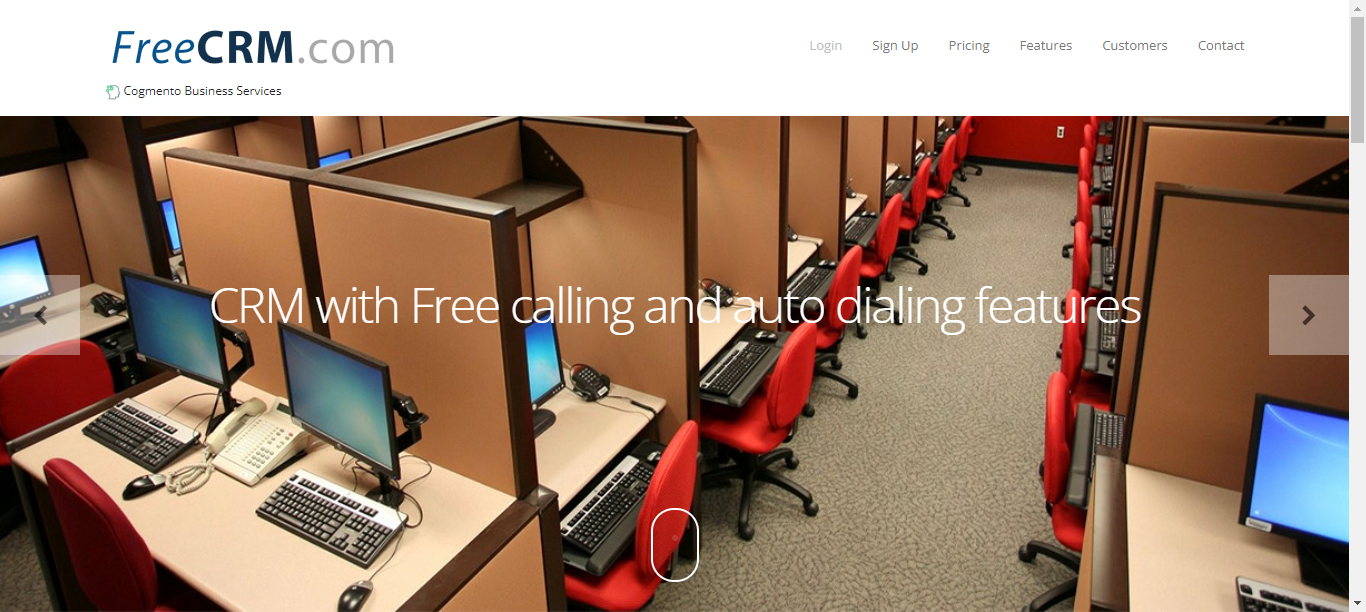 FreeCRM.com
Login Sign Up Pricing Features Customers Contact
Cogmento Business Services
CRM with Free calling and auto dialing features